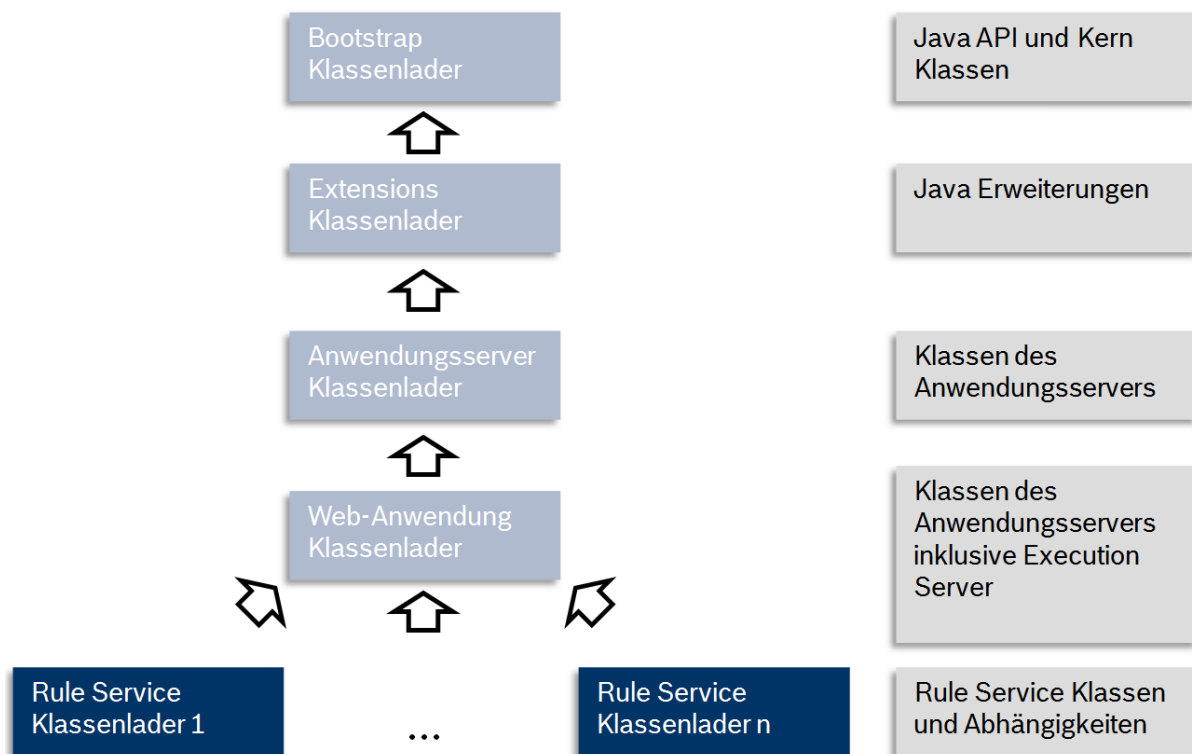 Bootstrap
Klassenlader
Java API und Kern
Klassen
Extensions
Klassenlader
Java Erweiterungen
Anwendungsserver
Klassenlader
Klassen des
Anwendungsservers
Web-Anwendung
Klassenlader
Klassen des
Anwendungsservers
inklusive Execution
Server
Rule Service
Klassenlader 1
...
Rule Service
Klassenlader n
Rule Service Klassen
und Abhängigkeiten